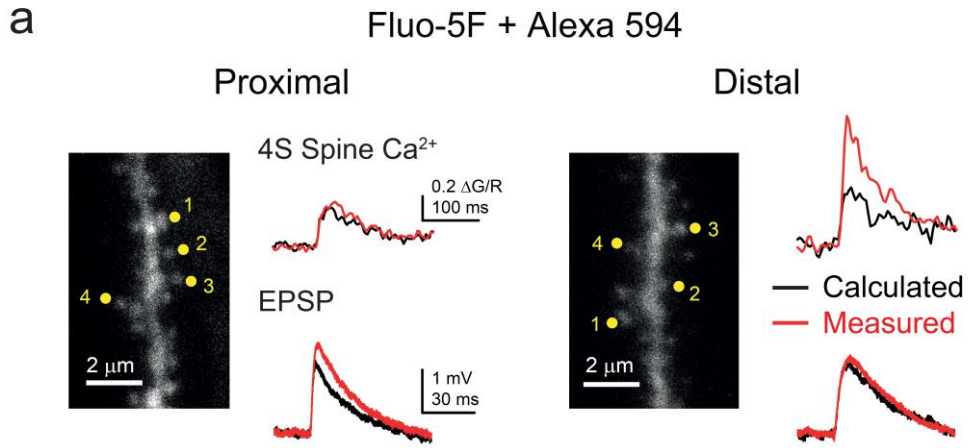 a
Fluo-5F + Alexa 594
Proximal
Distal
4S Spine Ca²⁺
0.2 ΔG/R
100 ms
1
2
3
4
2 μm
EPSP
1 mV
30 ms
3
4
2
1
2 μm
Calculated
Measured